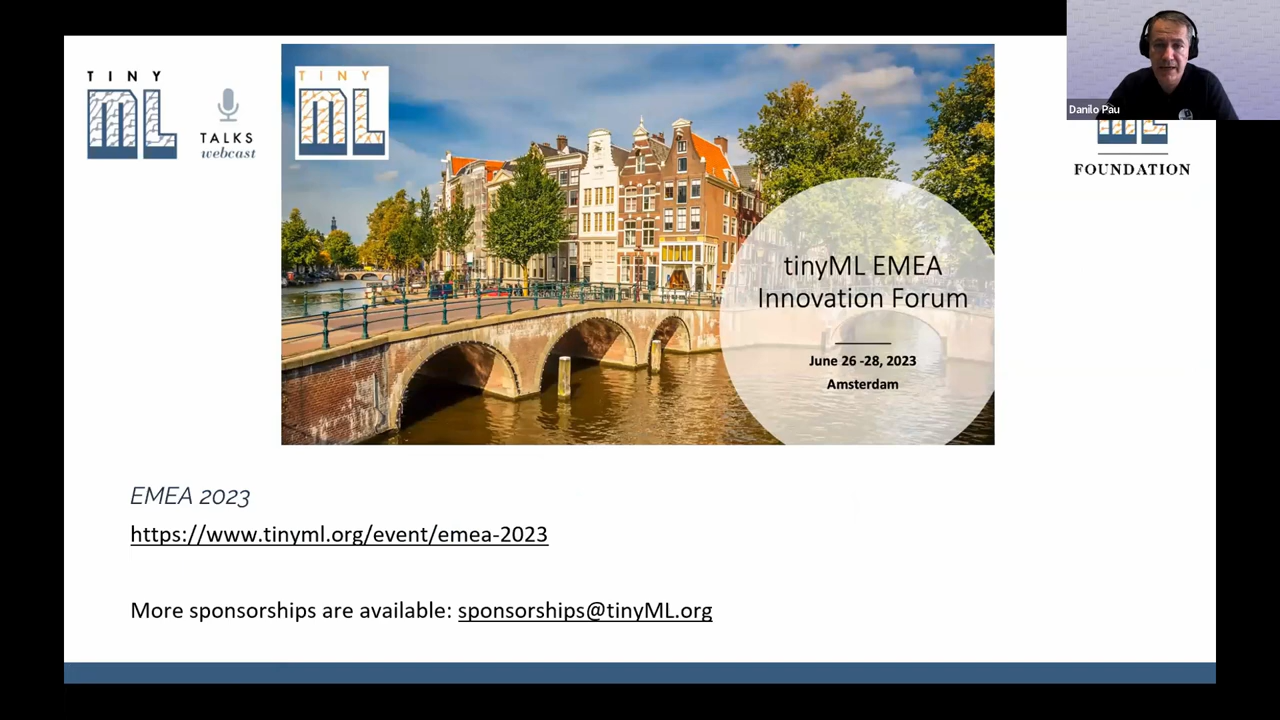 TINY
ML
TALKS
webcast
TINY
ML
Danilo Pau
ML
FOUNDATION
tinyML EMEA
Innovation Forum
June 26 -28, 2023
Amsterdam
EMEA 2023
https://www.tinyml.org/event/emea-2023
More sponsorships are available: sponsorships@tinyML.org